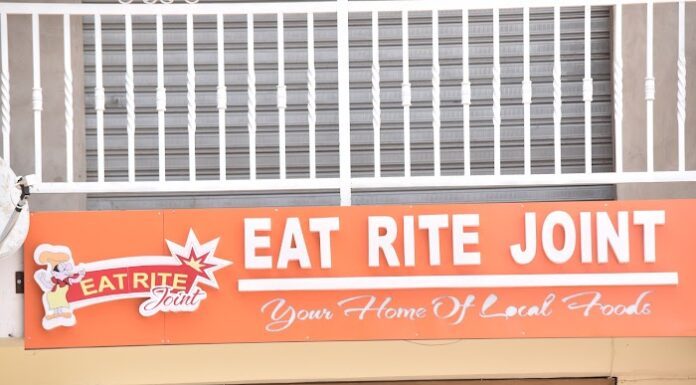 EAT RITE JOINT
EAT RITE
Joint
Your Home Of Local Foods